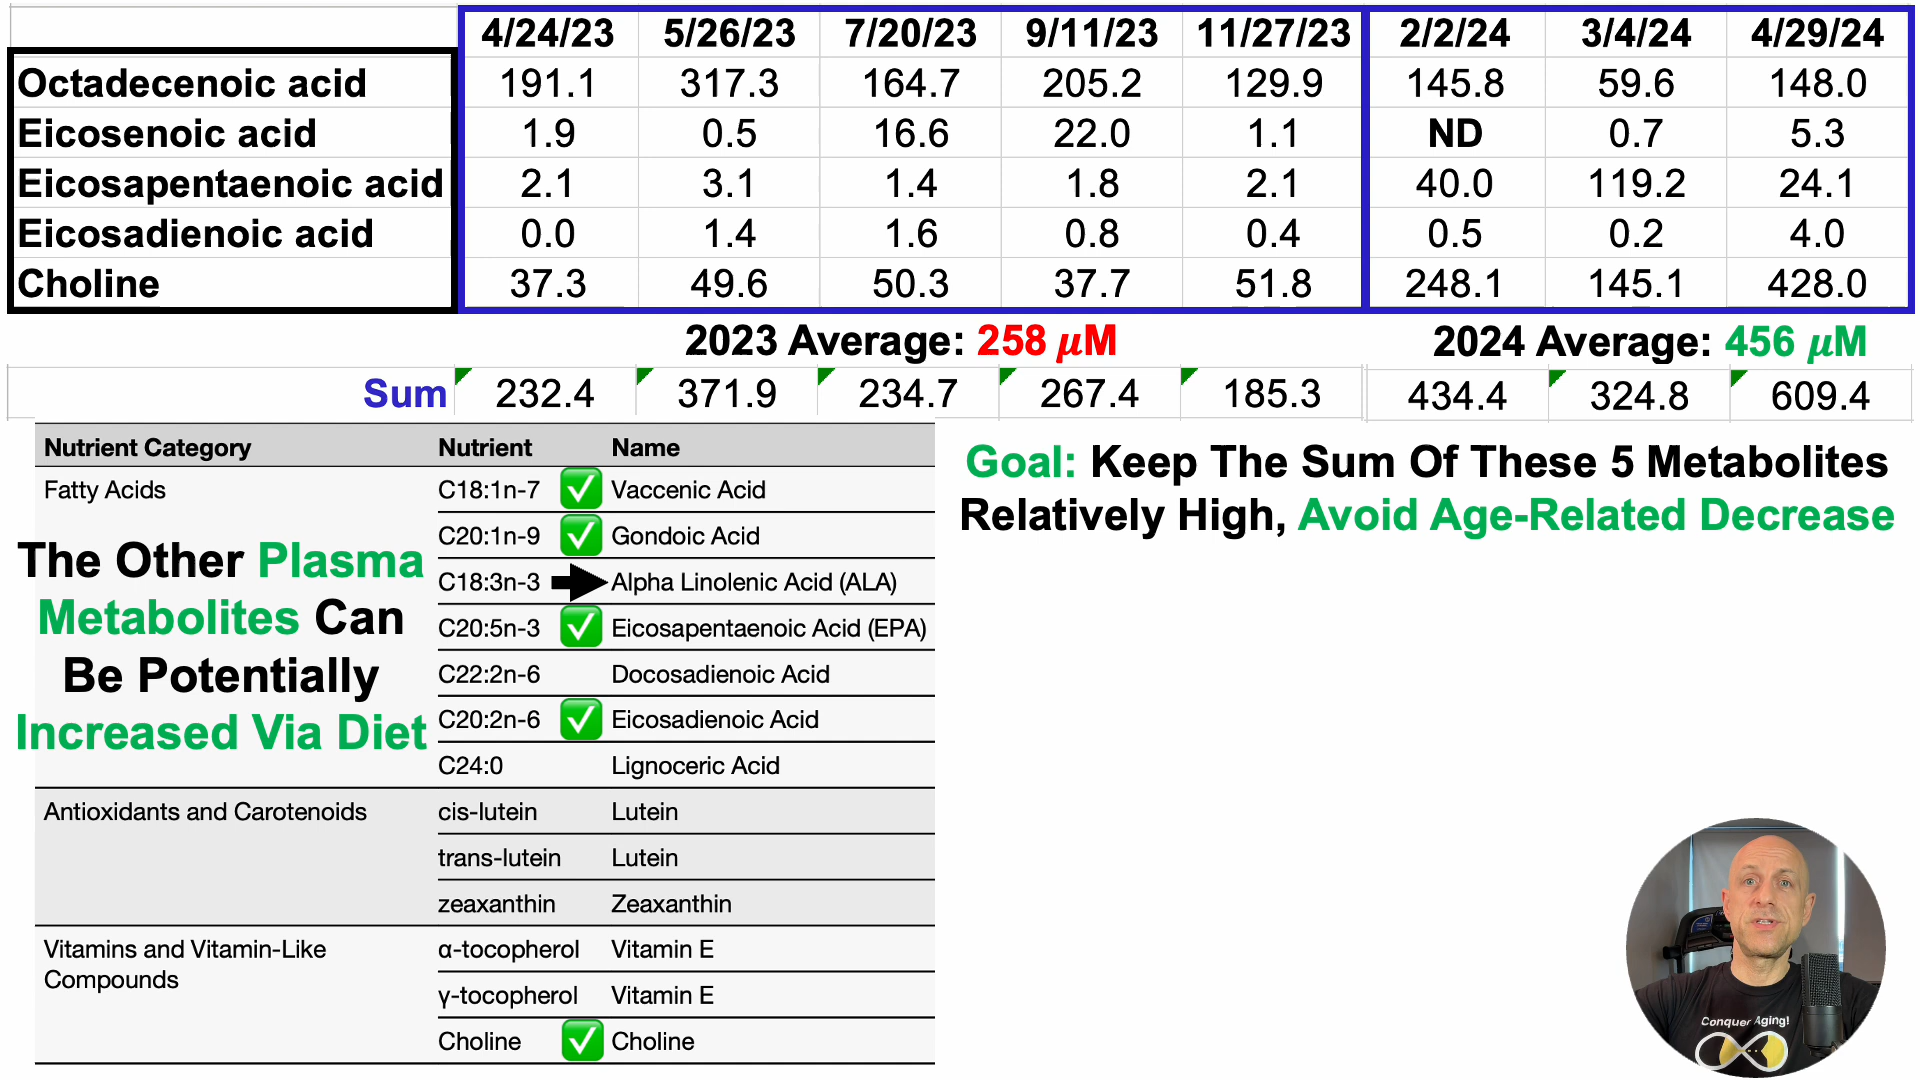 4/24/23 5/26/23 7/20/23 9/11/23 11/27/23 2/2/24 3/4/24 4/29/24
Octadecenoic acid 191.1 317.3 164.7 205.2 129.9 145.8 59.6 148.0
Eicosenoic acid 1.9 0.5 16.6 22.0 1.1 ND 0.7 5.3
Eicosapentaenoic acid 2.1 3.1 1.4 1.8 2.1 40.0 119.2 24.1
Eicosadienoic acid 0.0 1.4 1.6 0.8 0.4 0.5 0.2 4.0
Choline 37.3 49.6 50.3 37.7 51.8 248.1 145.1 428.0
2023 Average: 258 μM 2024 Average: 456 μM
Sum 232.4 371.9 234.7 267.4 185.3 434.4 324.8 609.4
Goal: Keep The Sum Of These 5 Metabolites
Relatively High, Avoid Age-Related Decrease
Nutrient Category Nutrient Name
Fatty Acids C18:1n-7 Vaccenic Acid
C20:1n-9 Gondoic Acid
C18:3n-3 Alpha Linolenic Acid (ALA)
C20:5n-3 Eicosapentaenoic Acid (EPA)
C22:2n-6 Docosadienoic Acid
C20:2n-6 Eicosadienoic Acid
C24:0 Lignoceric Acid
The Other Plasma
Metabolites Can
Be Potentially
Increased Via Diet
Antioxidants and Carotenoids cis-lutein Lutein
trans-lutein Lutein
zeaxanthin Zeaxanthin
Vitamins and Vitamin-Like
Compounds
α-tocopherol Vitamin E
γ-tocopherol Vitamin E
Choline Choline
Conquer Aging!